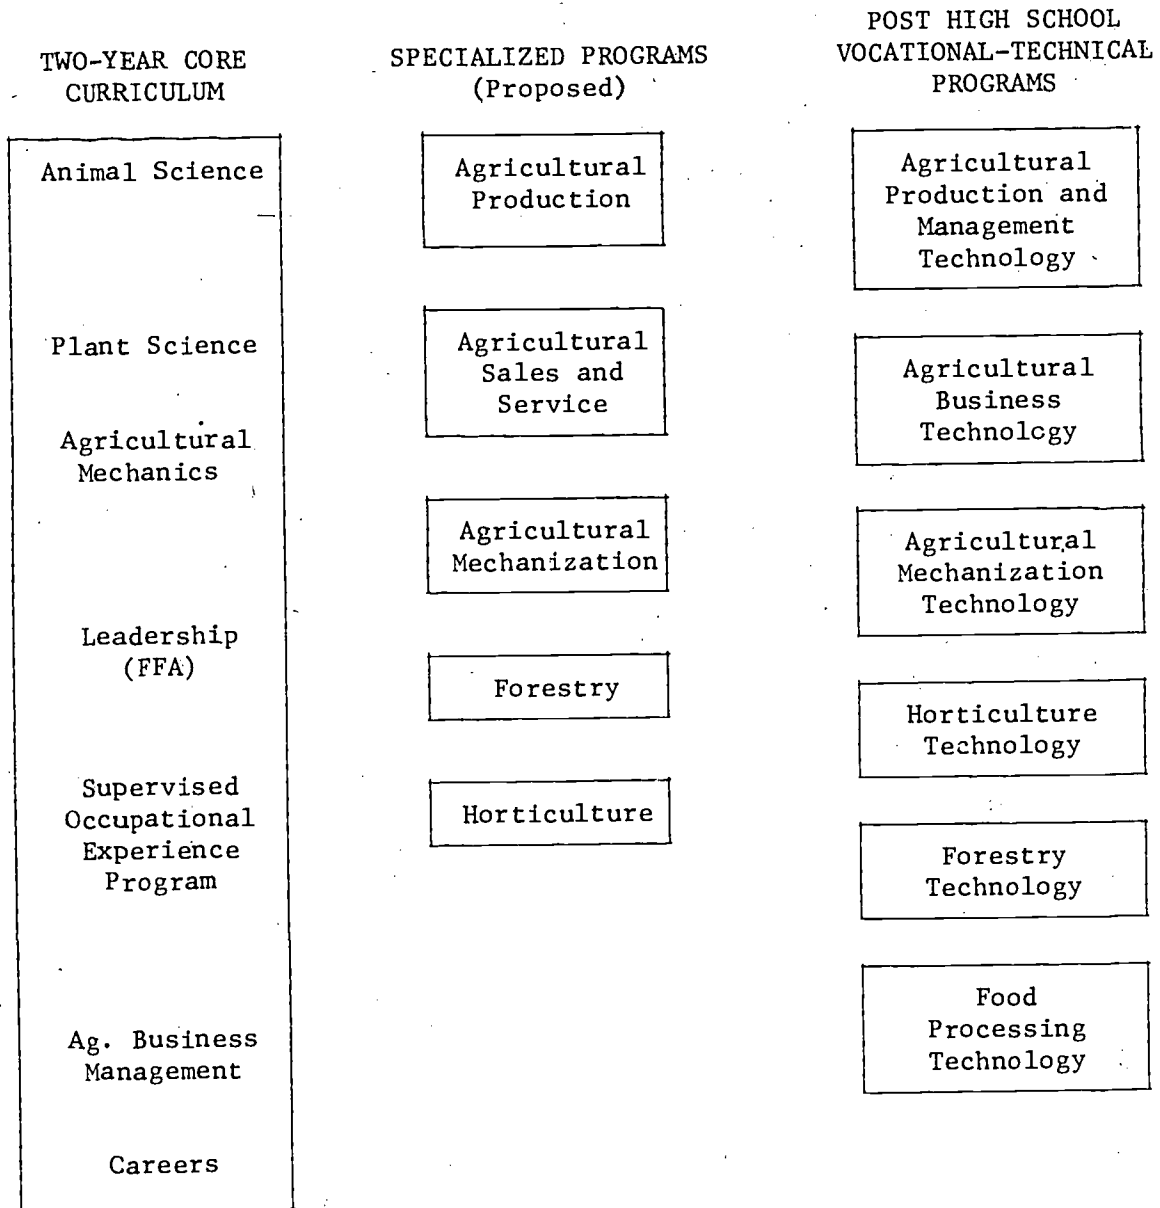 TWO-YEAR CORE
CURRICULUM
Animal Science
Plant Science
Agricultural
Mechanics
Leadership
(FFA)
Supervised
Occupational
Experience
Program
Ag. Business
Management
Careers
SPECIALIZED PROGRAMS
(Proposed)
Agricultural
Production
Agricultural
Sales and
Service
Agricultural
Mechanization
Forestry
Horticulture
POST HIGH SCHOOL
VOCATIONAL-TECHNICAL
PROGRAMS
Agricultural
Production and
Management
Technology
Agricultural
Business
Technology
Agricultural
Mechanization
Technology
Horticulture
Technology
Forestry
Technology
Food
Processing
Technology